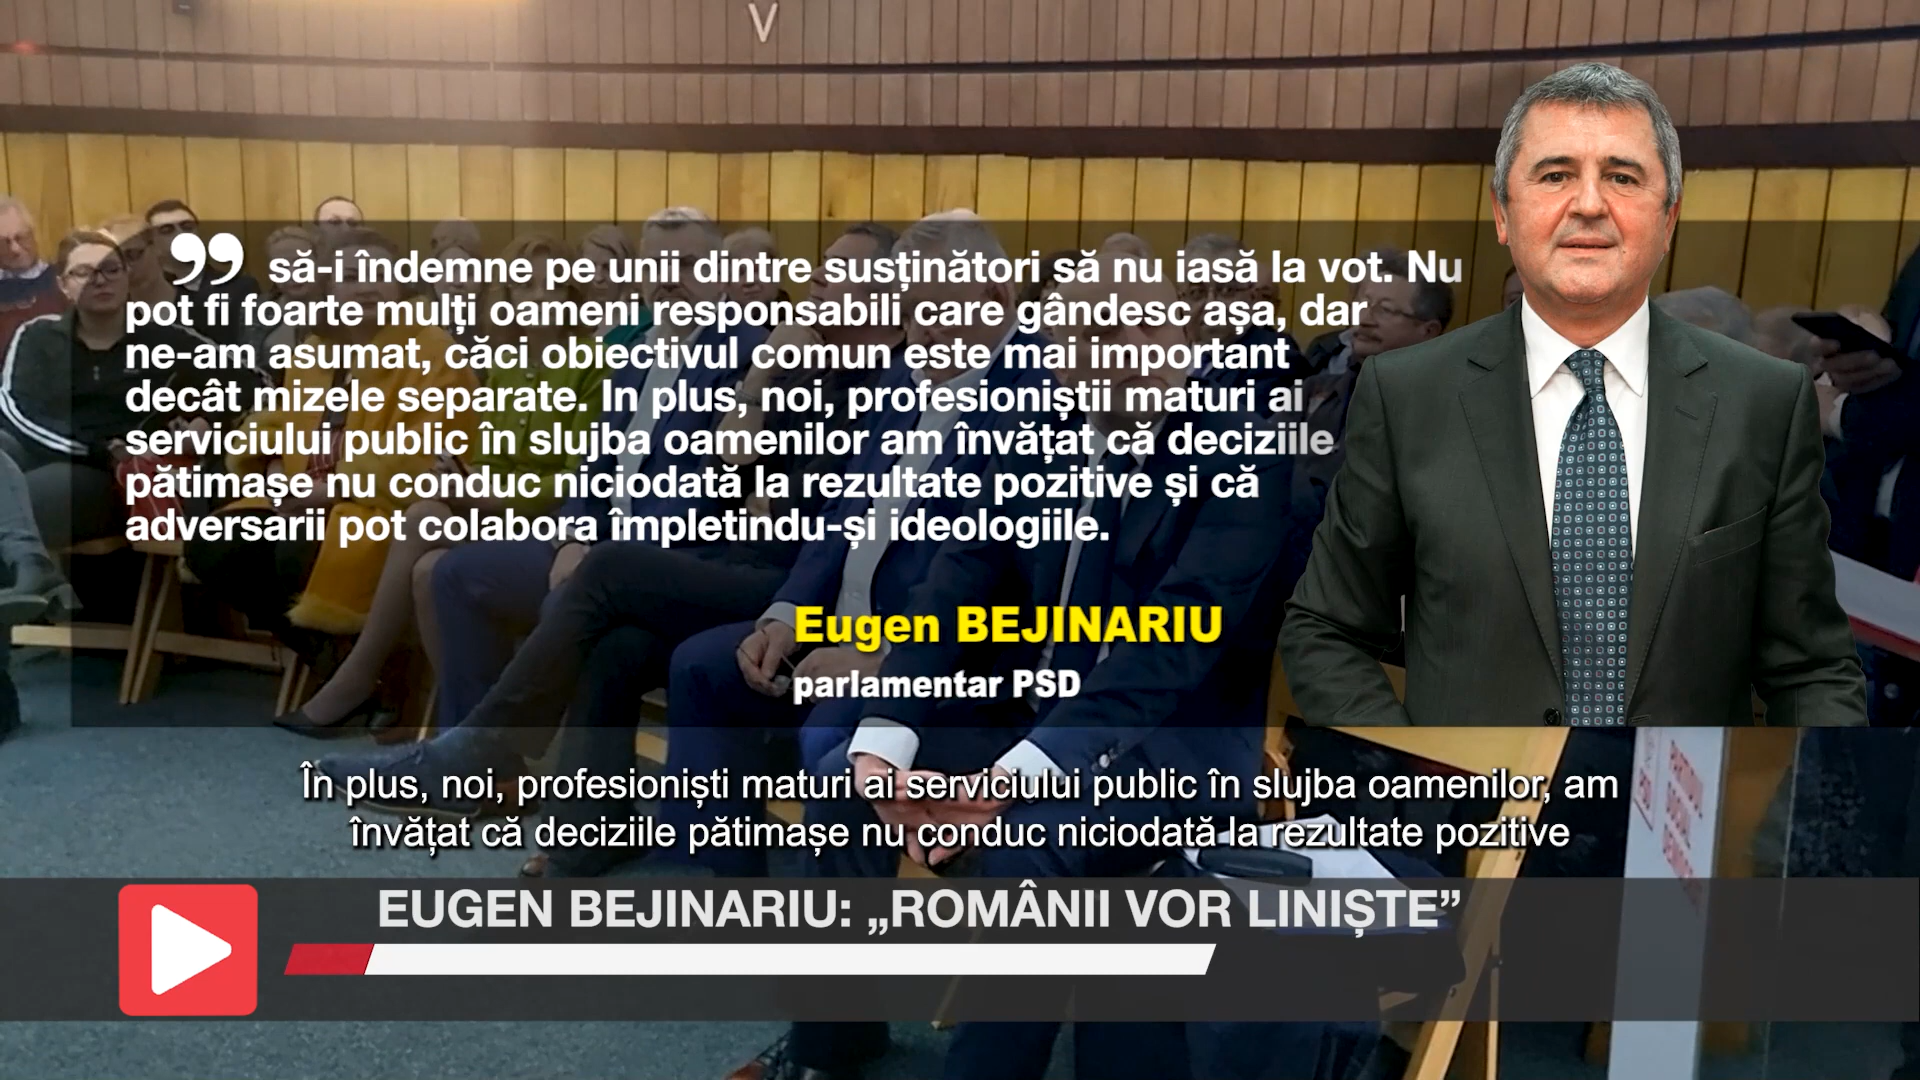 V
” să-i îndemne pe unii dintre susținători să nu iasă la vot. Nu
pot fi foarte mulți oameni responsabili care gândesc așa, dar
ne-am asumat, căci obiectivul comun este mai important
decât mizele separate. In plus, noi, profesioniștii maturi ai
serviciului public în slujba oamenilor am învățat că deciziile
pătimașe nu conduc niciodată la rezultate pozitive și că
adversarii pot colabora împletindu-și ideologiile.
Eugen BEJINARIU
parlamentar PSD
În plus, noi, profesioniști maturi ai serviciului public în slujba oamenilor, am
învățat că deciziile pătimașe nu conduc niciodată la rezultate pozitive
EUGEN BEJINARIU: „ROMÂNII VOR LINIȘTE”